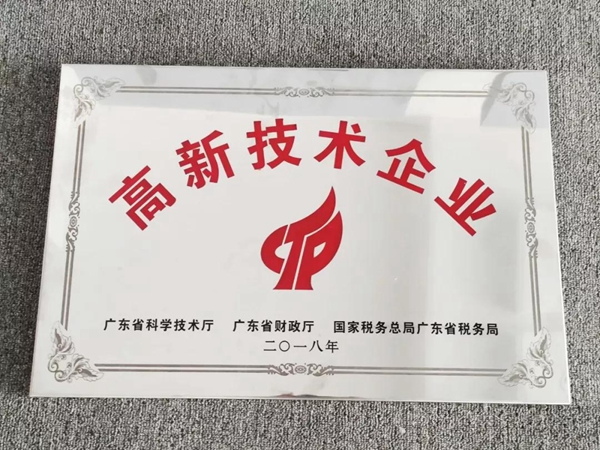 高新技术企业
CTP
广东省科学技术厅 广东省财政厅 国家税务总局广东省税务局
二〇一八年